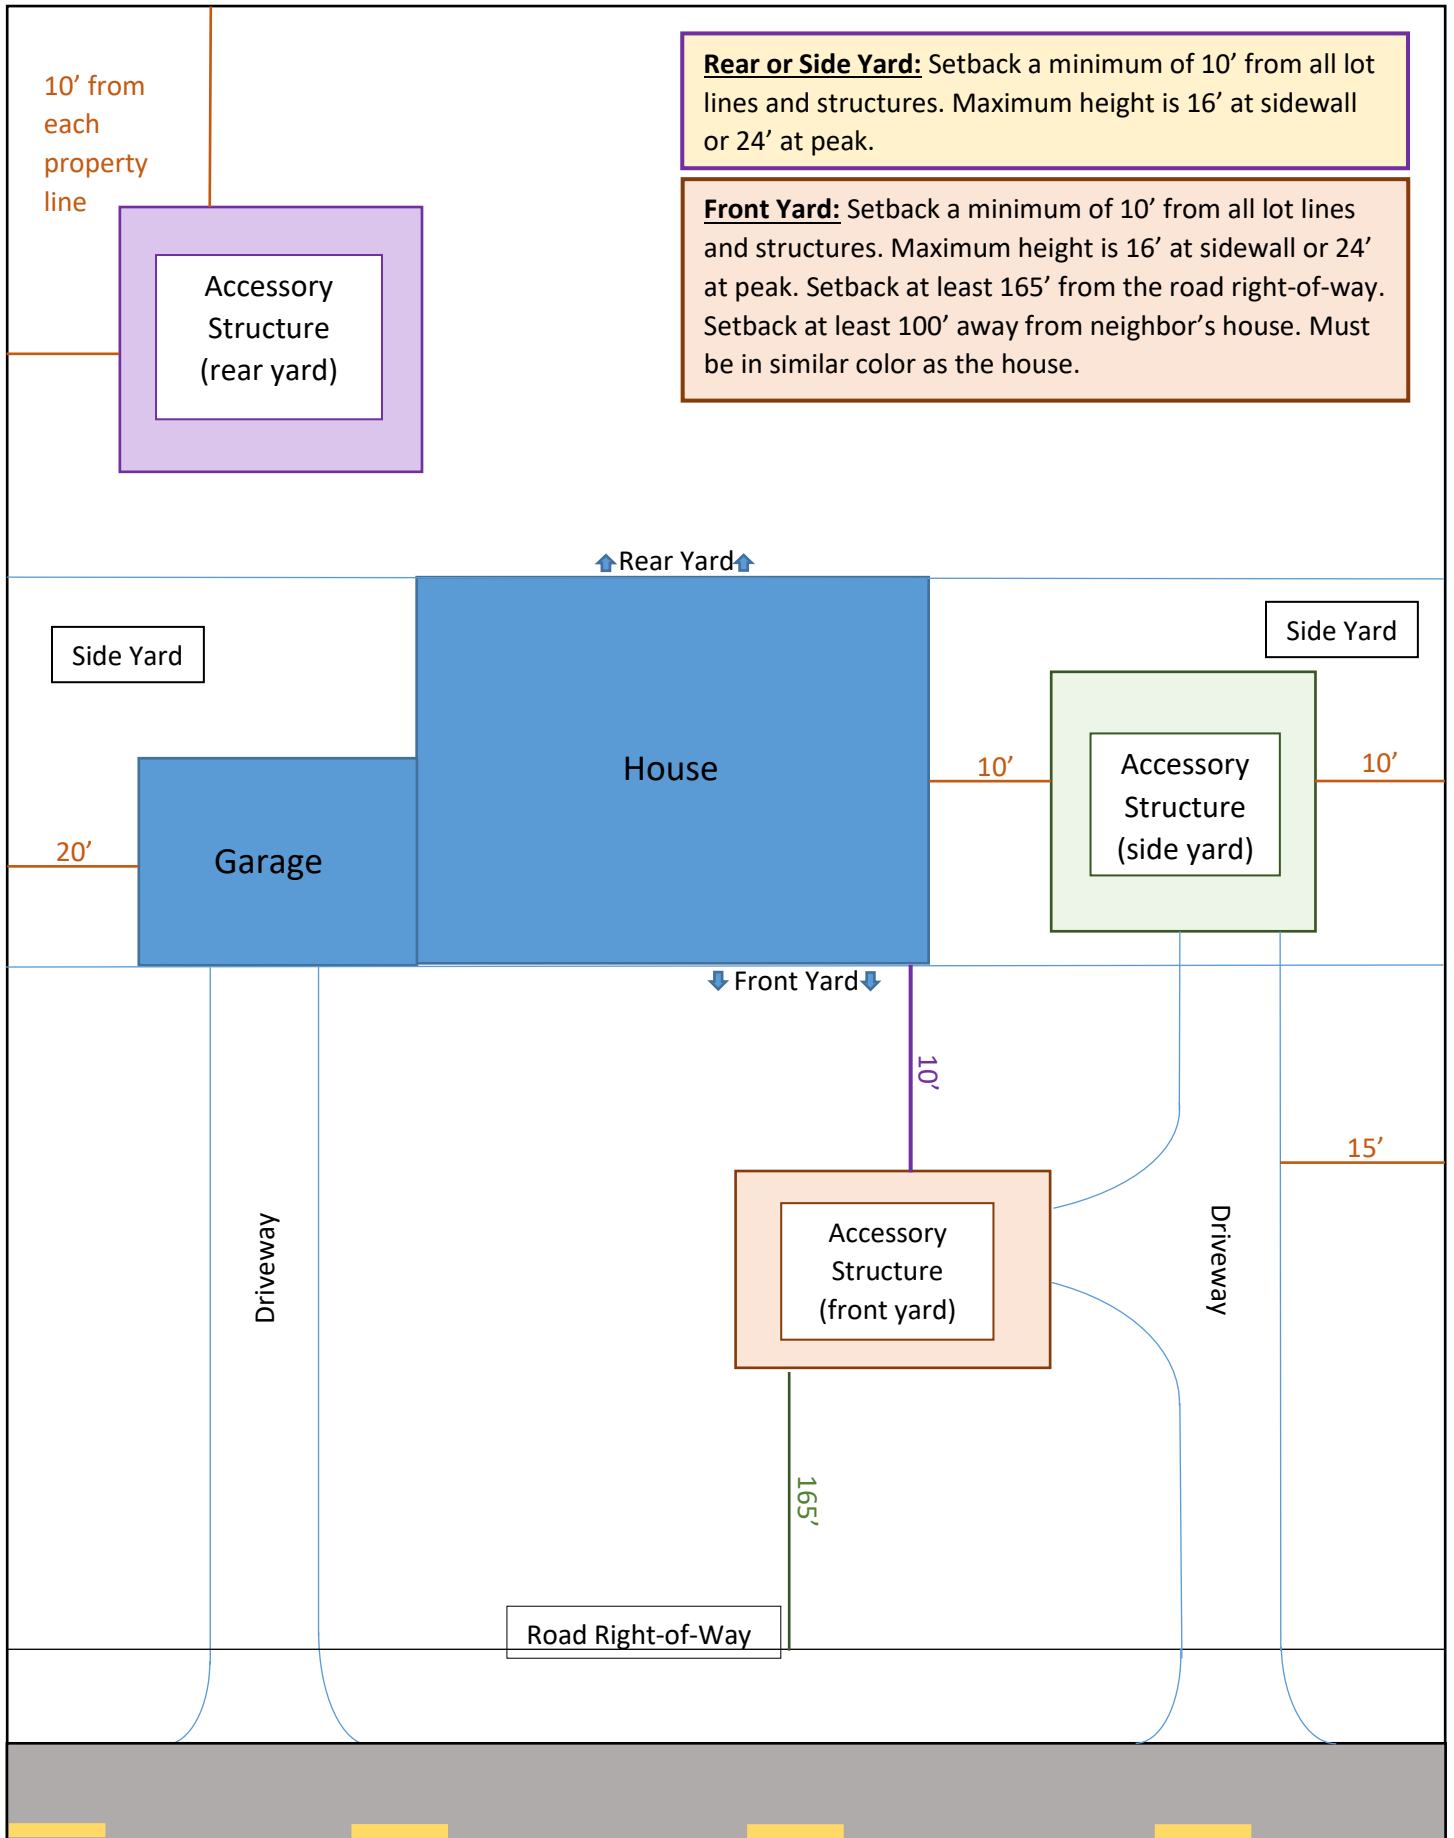 10’ from
each
property
line
Rear or Side Yard: Setback a minimum of 10’ from all lot
lines and structures. Maximum height is 16’ at sidewall
or 24’ at peak.
Front Yard: Setback a minimum of 10’ from all lot lines
and structures. Maximum height is 16’ at sidewall or 24’
at peak. Setback at least 165’ from the road right-of-way.
Setback at least 100’ away from neighbor’s house. Must
be in similar color as the house.
Accessory
Structure
(rear yard)
Rear Yard
Side Yard
Side Yard
House
Garage
20’
10’
Accessory
Structure
(side yard)
10’
Front Yard
10’
15’
Driveway
Accessory
Structure
(front yard)
Driveway
165’
Road Right-of-Way